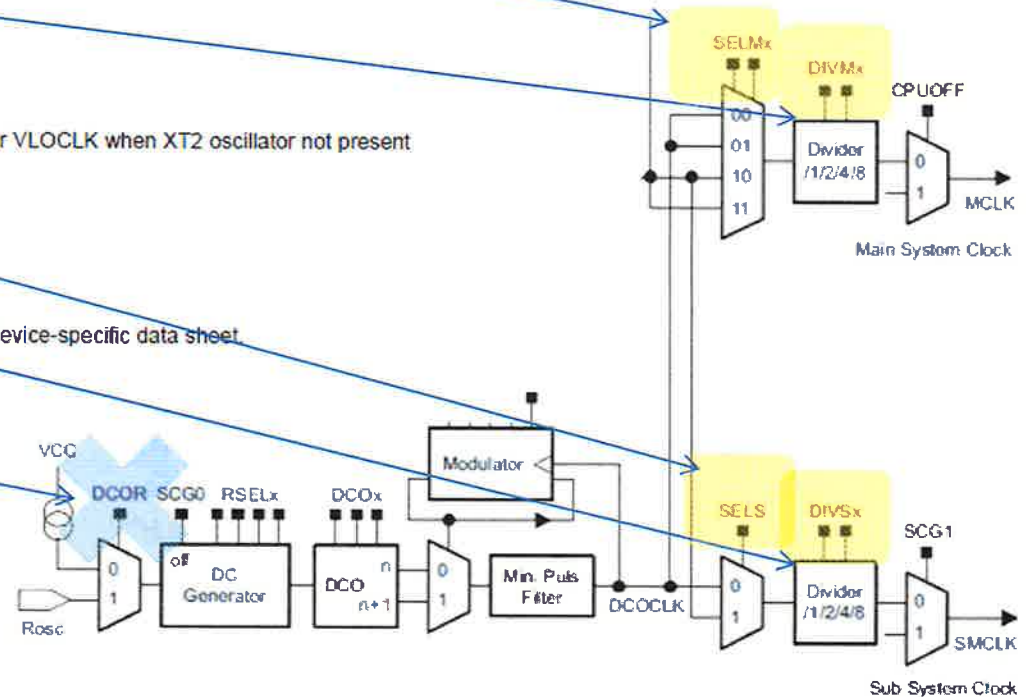 SELMx
DIVMx
CPUOFF
r VLOCLK when XT2 oscillator not present
00
01
10
11
Divider
/1/2/4/8
0
1
MCLK
Main System Clock
evice-specific data sheet.
VCC
DCOR
SCG0
RSELx
DCOx
Modulator
SELS
DIVSx
SCG1
0
1
off
DC
Generator
DCO
n
n+1
0
1
Min. Puls
Filter
DCOCLK
0
1
Divider
/1/2/4/8
0
1
Rosc
SMCLK
Sub System Clock